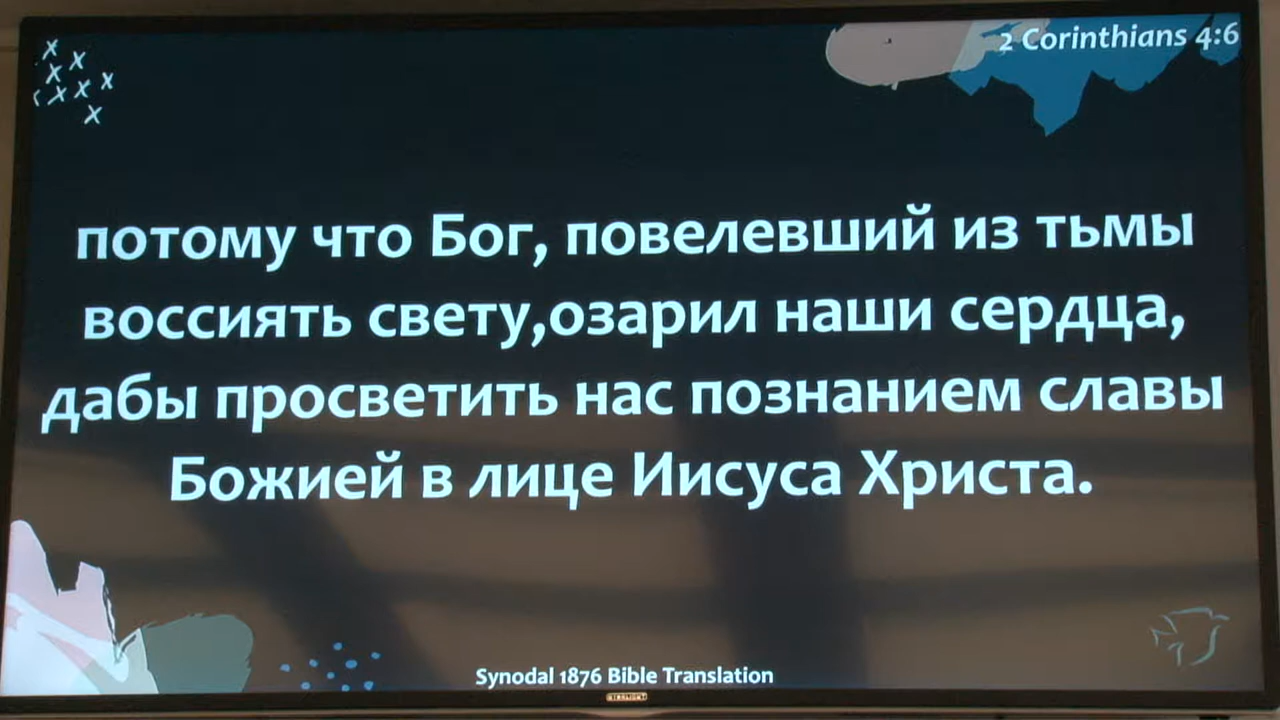 2 Corinthians 4:6
потому что Бог, повелевший из тьмы
воссиять свету,озарил наши сердца,
дабы просветить нас познанием славы
Божией в лице Иисуса Христа.
Synodal 1876 Bible Translation